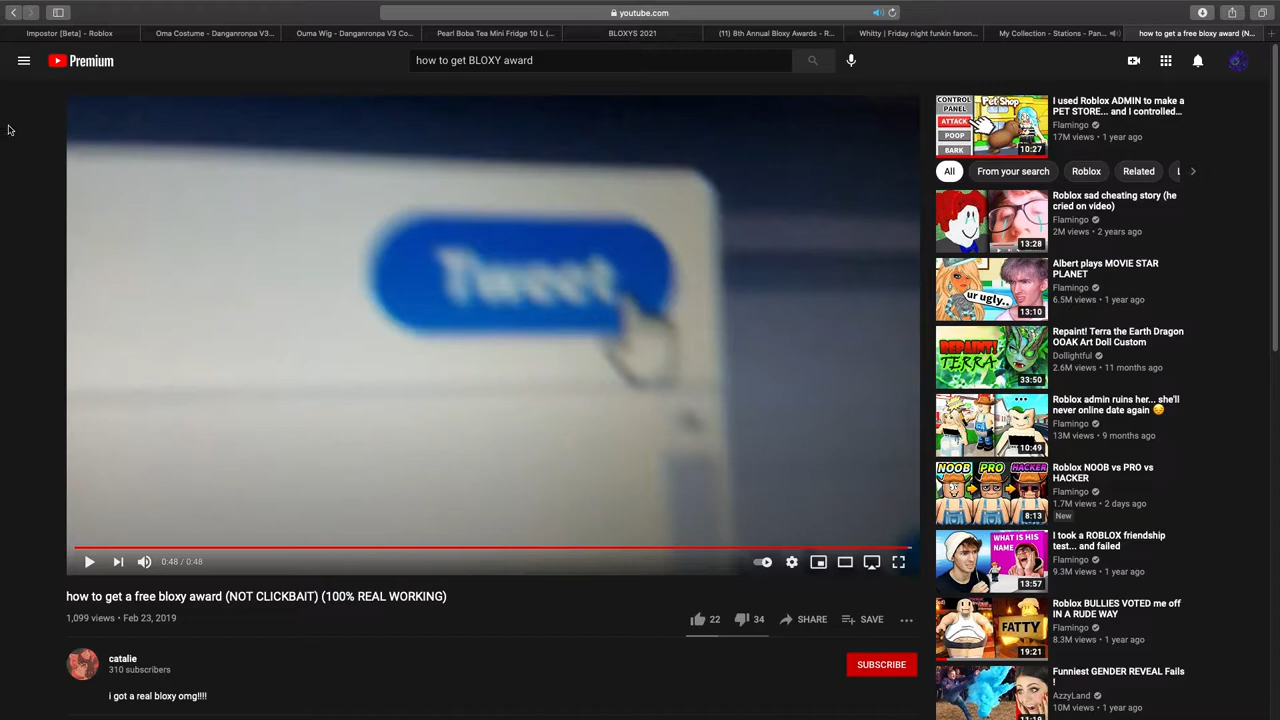 youtube.com
Impostor [Beta] - Roblox
Oma Costume - Danganronpa V3...
Ouma Wig - Danganronpa V3 Co...
Pearl Boba Tea Mini Fridge 10 L (...
BLOXYS 2021
(11) 8th Annual Bloxy Awards - R...
Whitty | Friday night funkin fanon...
My Collection - Stations - Pan...
how to get a free bloxy award (N...
Premium
how to get BLOXY award
Tweet
0:48 / 0:48
how to get a free bloxy award (NOT CLICKBAIT) (100% REAL WORKING)
1,099 views • Feb 23, 2019
22
34
SHARE
SAVE
catalie
310 subscribers
SUBSCRIBE
i got a real bloxy omg!!!!
CONTROL
PANEL
ATTACK
POOP
BARK
Pet Shop
10:27
I used Roblox ADMIN to make a
PET STORE... and I controlled...
Flamingo
17M views • 1 year ago
All
From your search
Roblox
Related
L
13:28
Roblox sad cheating story (he
cried on video)
Flamingo
2M views • 2 years ago
ur ugly..
13:10
Albert plays MOVIE STAR
PLANET
Flamingo
6.5M views • 1 year ago
REPAINT!
TERRA
33:50
Repaint! Terra the Earth Dragon
OOAK Art Doll Custom
Dollightful
2.6M views • 11 months ago
10:49
Roblox admin ruins her... she'll
never online date again 😔
Flamingo
13M views • 9 months ago
NOOB
PRO
HACKER
8:13
Roblox NOOB vs PRO vs
HACKER
Flamingo
1.7M views • 2 days ago
New
WHAT IS HIS
NAME
13:57
I took a ROBLOX friendship
test... and failed
Flamingo
9.3M views • 1 year ago
FATTY
19:21
Roblox BULLIES VOTED me off
IN A RUDE WAY
Flamingo
8.3M views • 1 year ago
11:19
Funniest GENDER REVEAL Fails
!
AzzyLand
10M views • 1 year ago